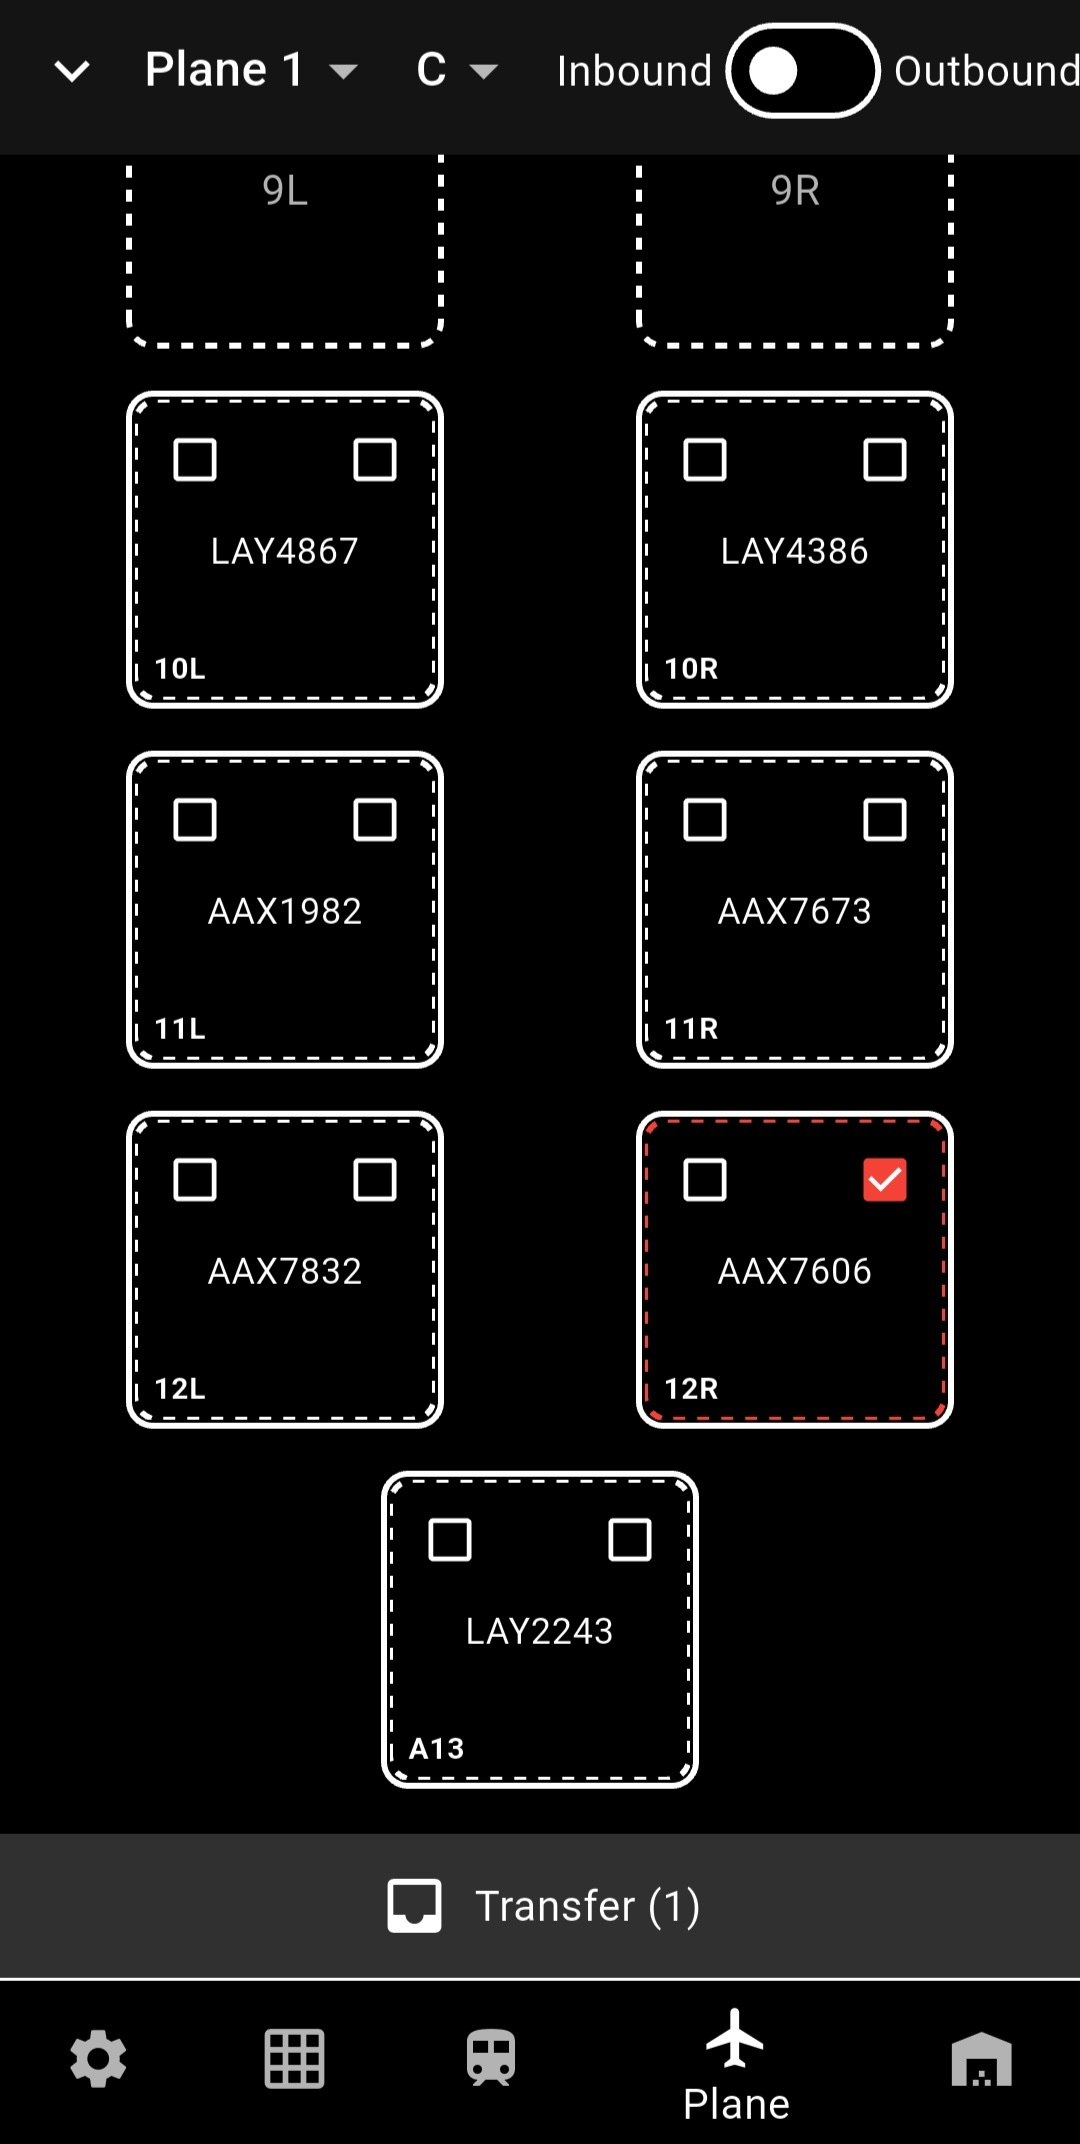 Plane 1 C Inbound Outbound
9L 9R
LAY4867 LAY4386
10L 10R
AAX1982 AAX7673
11L 11R
AAX7832 AAX7606
12L 12R
LAY2243
A13
Transfer (1)
Plane